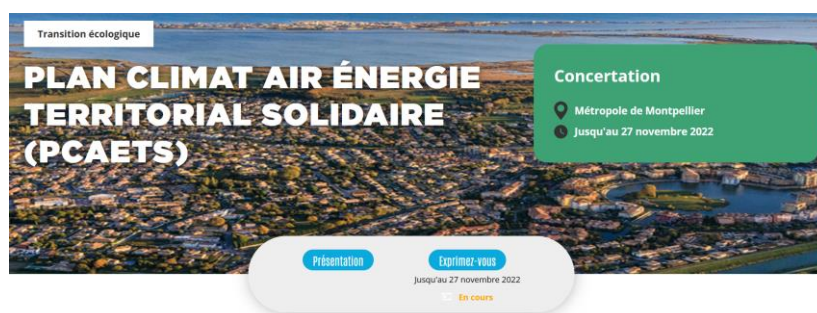 Transition écologique
PLAN CLIMAT AIR ÉNERGIE
TERRITORIAL SOLIDAIRE
(PCAETS)
Concertation
Métropole de Montpellier
Jusqu'au 27 novembre 2022
Présentation
Exprimez-vous
Jusqu'au 27 novembre 2022
En cours